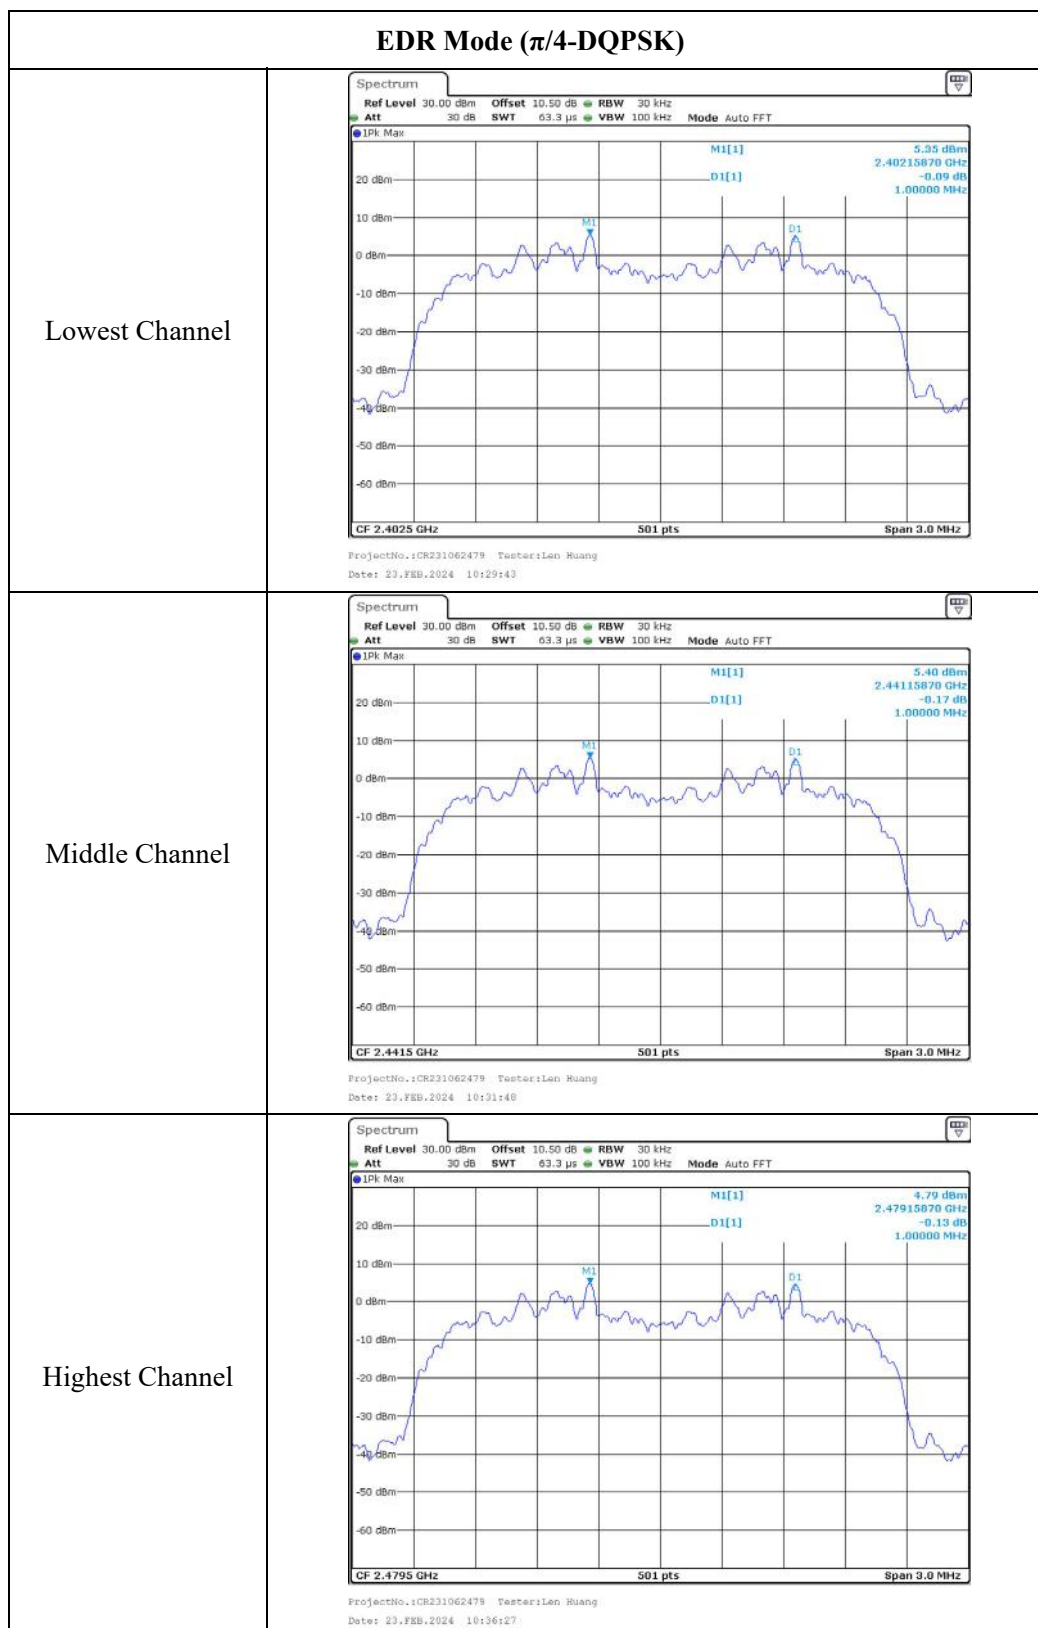 EDR Mode (π/4-DQPSK)
Lowest Channel
Spectrum
Ref Level 30.00 dBm Offset 10.50 dB RBW 30 kHz
Att 30 dB SWT 63.3 µs VBW 100 kHz Mode Auto FFT
1Pk Max
M1[1] 5.35 dBm
2.40215870 GHz
D1[1] -0.09 dB
1.00000 MHz
20 dBm
10 dBm
M1 D1
0 dBm
-10 dBm
-20 dBm
-30 dBm
-40 dBm
-50 dBm
-60 dBm
CF 2.4025 GHz 501 pts Span 3.0 MHz
ProjectNo.:CR231062479 Tester:Len Huang
Date: 23.FEB.2024 10:29:43
Middle Channel
Spectrum
Ref Level 30.00 dBm Offset 10.50 dB RBW 30 kHz
Att 30 dB SWT 63.3 µs VBW 100 kHz Mode Auto FFT
1Pk Max
M1[1] 5.40 dBm
2.44115870 GHz
D1[1] -0.17 dB
1.00000 MHz
20 dBm
10 dBm
M1 D1
0 dBm
-10 dBm
-20 dBm
-30 dBm
-40 dBm
-50 dBm
-60 dBm
CF 2.4415 GHz 501 pts Span 3.0 MHz
ProjectNo.:CR231062479 Tester:Len Huang
Date: 23.FEB.2024 10:31:48
Highest Channel
Spectrum
Ref Level 30.00 dBm Offset 10.50 dB RBW 30 kHz
Att 30 dB SWT 63.3 µs VBW 100 kHz Mode Auto FFT
1Pk Max
M1[1] 4.79 dBm
2.47915870 GHz
D1[1] -0.13 dB
1.00000 MHz
20 dBm
10 dBm
M1 D1
0 dBm
-10 dBm
-20 dBm
-30 dBm
-40 dBm
-50 dBm
-60 dBm
CF 2.4795 GHz 501 pts Span 3.0 MHz
ProjectNo.:CR231062479 Tester:Len Huang
Date: 23.FEB.2024 10:36:27